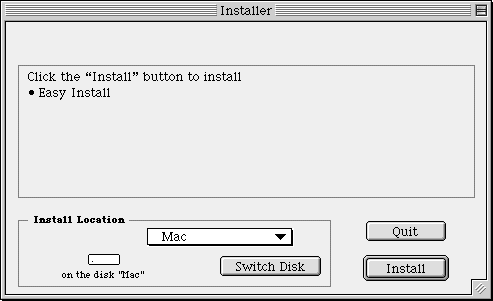 Installer
Click the “Install” button to install
• Easy Install
Install Location
Mac
on the disk "Mac"
Switch Disk
Quit
Install